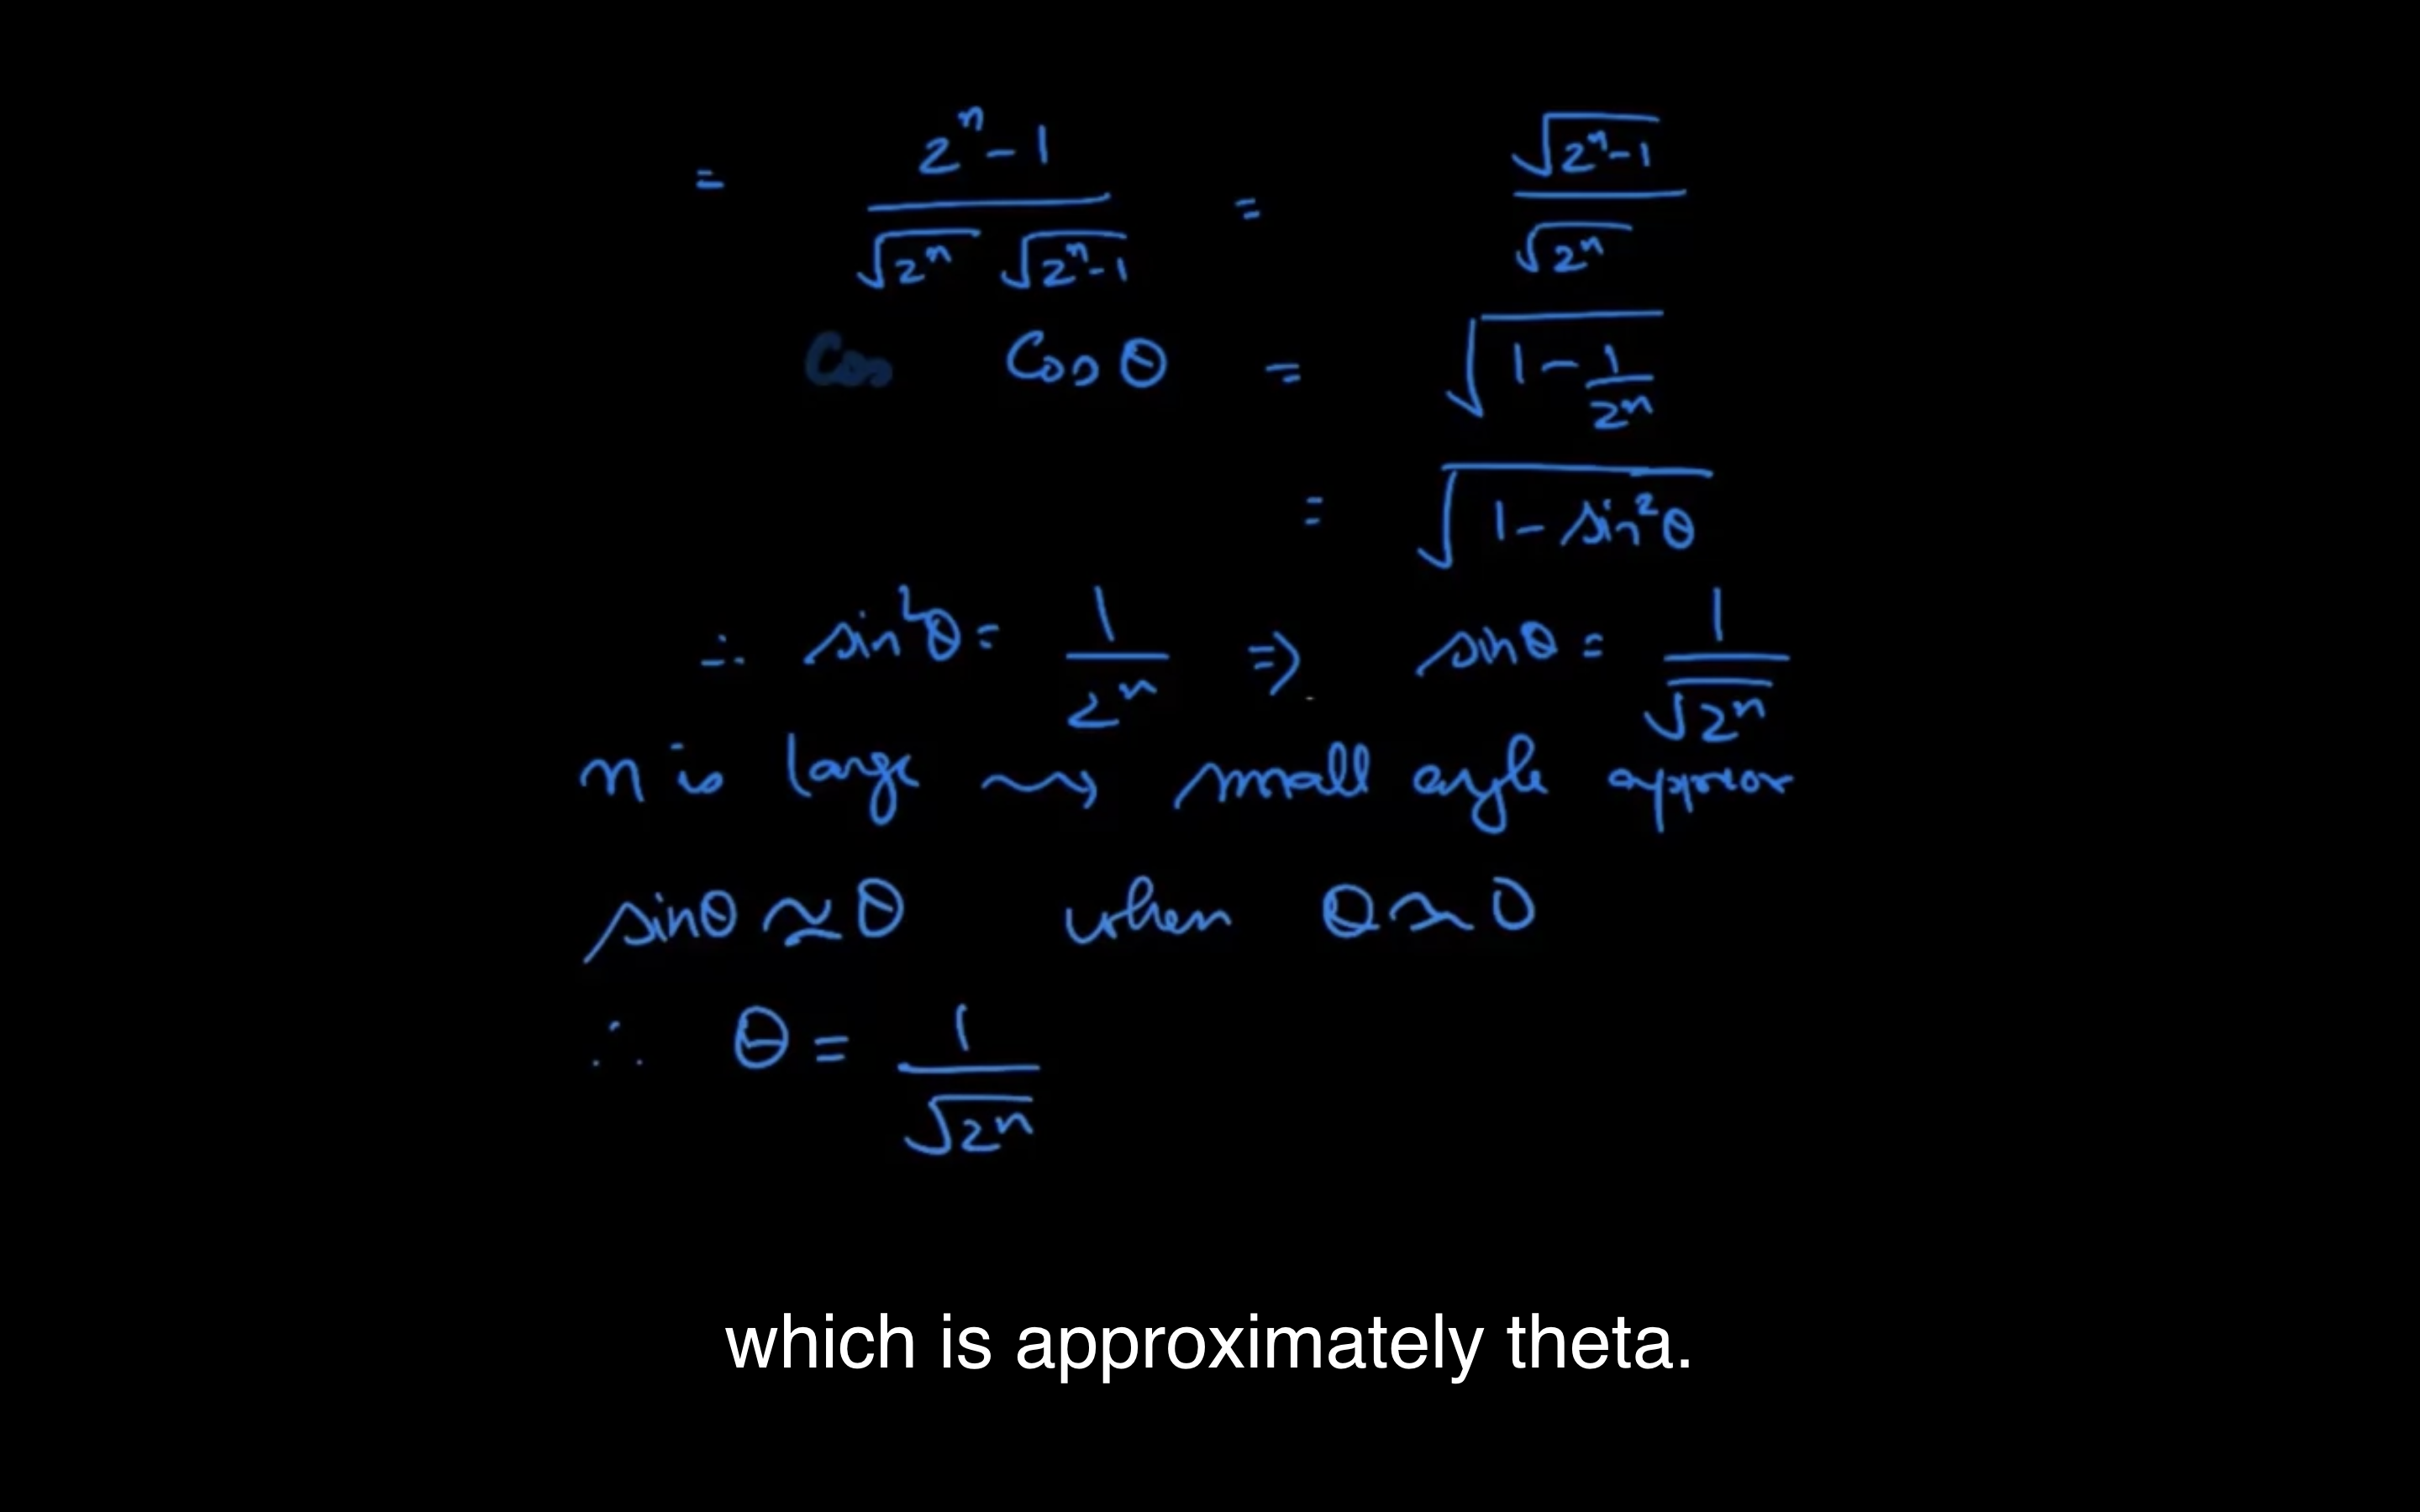 = 2^n - 1 / √2^n √2^n-1 = √2^n-1 / √2^n
Cos Cos θ = √1 - 1/2^n
= √1 - sin²θ
∴ sin²θ = 1/2^n ⇒ sinθ = 1/√2^n
n is large ⇝ small angle approx
sinθ ≃ θ when θ ≈ 0
∴ θ = 1/√2^n
which is approximately theta.